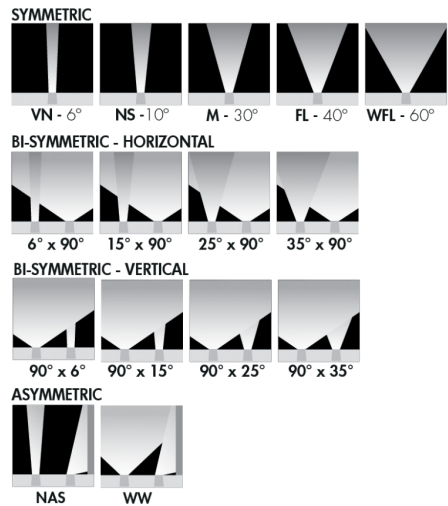 SYMMETRIC
VN - 6° NS -10° M - 30° FL - 40° WFL - 60°
BI-SYMMETRIC - HORIZONTAL
6° x 90° 15° x 90° 25° x 90° 35° x 90°
BI-SYMMETRIC - VERTICAL
90° x 6° 90° x 15° 90° x 25° 90° x 35°
ASYMMETRIC
NAS WW